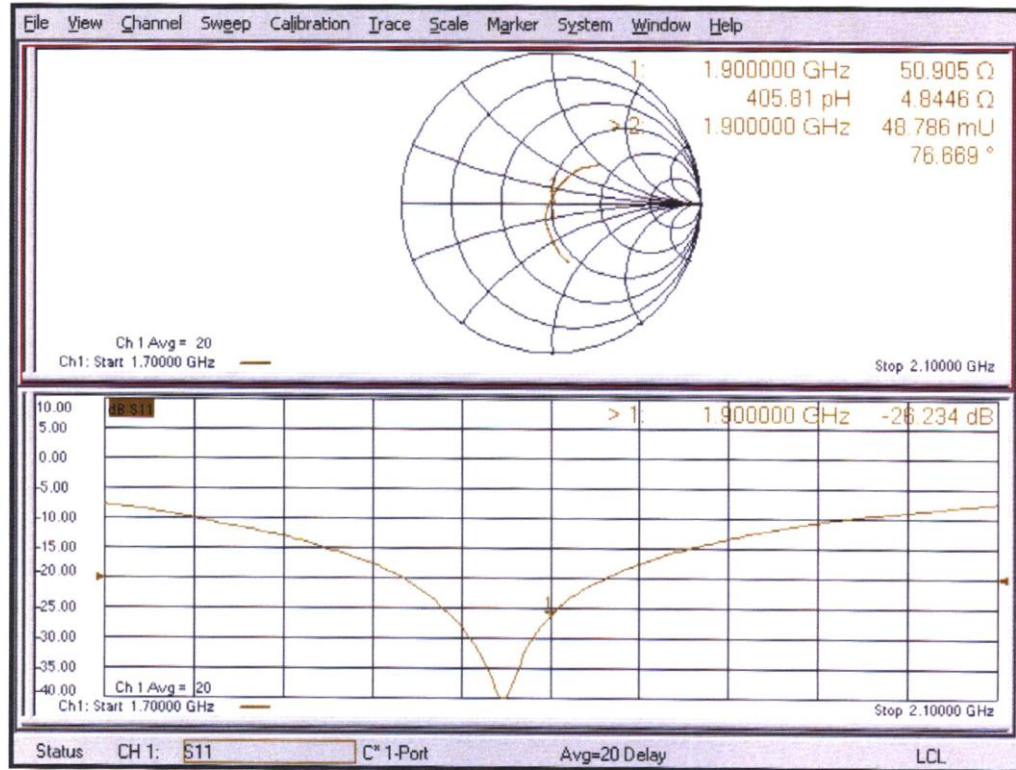 File View Channel Sweep Calibration Trace Scale Marker System Window Help
1: 1.900000 GHz 50.905 Ω
405.81 pH 4.8446 Ω
> 2: 1.900000 GHz 48.786 mU
76.669 °
Ch 1 Avg = 20
Ch1: Start 1.70000 GHz Stop 2.10000 GHz
10.00 dB S11 > 1: 1.900000 GHz -26.234 dB
5.00
0.00
-5.00
-10.00
-15.00
-20.00
-25.00
-30.00
-35.00
-40.00
1
Ch 1 Avg = 20
Ch1: Start 1.70000 GHz Stop 2.10000 GHz
Status CH 1: S11 C* 1-Port Avg=20 Delay LCL